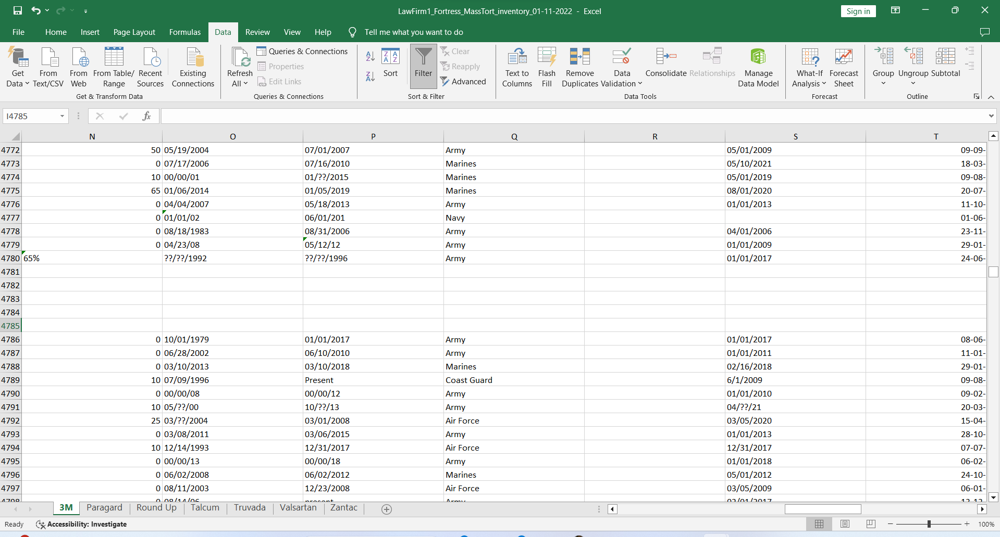 LawFirm1_Fortress_MassTort_inventory_01-11-2022 - Excel
Sign in
File Home Insert Page Layout Formulas Data Review View Help Tell me what you want to do
Get Data From Text/CSV From Web From Table/ Range Recent Sources Existing Connections
Get & Transform Data
Refresh All Queries & Connections Properties Edit Links
Queries & Connections
Sort Filter Clear Reapply Advanced
Sort & Filter
Text to Columns Flash Fill Remove Duplicates Data Validation Consolidate Relationships Manage Data Model
Data Tools
What-If Analysis Forecast Sheet
Forecast
Group Ungroup Subtotal
Outline
I4785 fx
N O P Q R S T
4772 50 05/19/2004 07/01/2007 Army 05/01/2009 09-09-
4773 0 07/17/2006 07/16/2010 Marines 05/10/2021 18-03-
4774 10 00/00/01 01/??/2015 Marines 05/01/2019 09-08-
4775 65 01/06/2014 01/05/2019 Marines 08/01/2020 20-07-
4776 0 04/04/2007 05/18/2013 Army 01/01/2013 11-10-
4777 0 01/01/02 06/01/201 Navy 01-06-
4778 0 08/18/1983 08/31/2006 Army 04/01/2006 23-11-
4779 0 04/23/08 05/12/12 Army 01/01/2009 29-01-
4780 65% ??/??/1992 ??/??/1996 Army 01/01/2017 24-06-
4781
4782
4783
4784
4785
4786 0 10/01/1979 01/01/2017 Army 01/01/2017 08-06-
4787 0 06/28/2002 06/10/2010 Army 01/01/2011 11-01-
4788 0 03/10/2013 03/10/2018 Marines 02/16/2018 29-01-
4789 10 07/09/1996 Present Coast Guard 6/1/2009 09-08-
4790 0 00/00/08 00/00/12 Army 01/01/2010 09-02-
4791 10 05/??/00 10/??/13 Army 04/??/21 20-03-
4792 25 03/??/2004 03/01/2008 Air Force 03/05/2020 15-04-
4793 0 03/08/2011 03/06/2015 Army 01/01/2013 28-10-
4794 10 12/14/1993 12/31/2017 Air Force 12/31/2017 07-07-
4795 0 00/00/13 00/00/18 Army 01/01/2018 06-02-
4796 0 06/02/2008 06/02/2012 Marines 05/01/2012 24-10-
4797 0 08/11/2003 12/23/2008 Air Force 03/05/2009 06-01-
3M Paragard Round Up Talcum Truvada Valsartan Zantac
Ready Accessibility: Investigate 100%